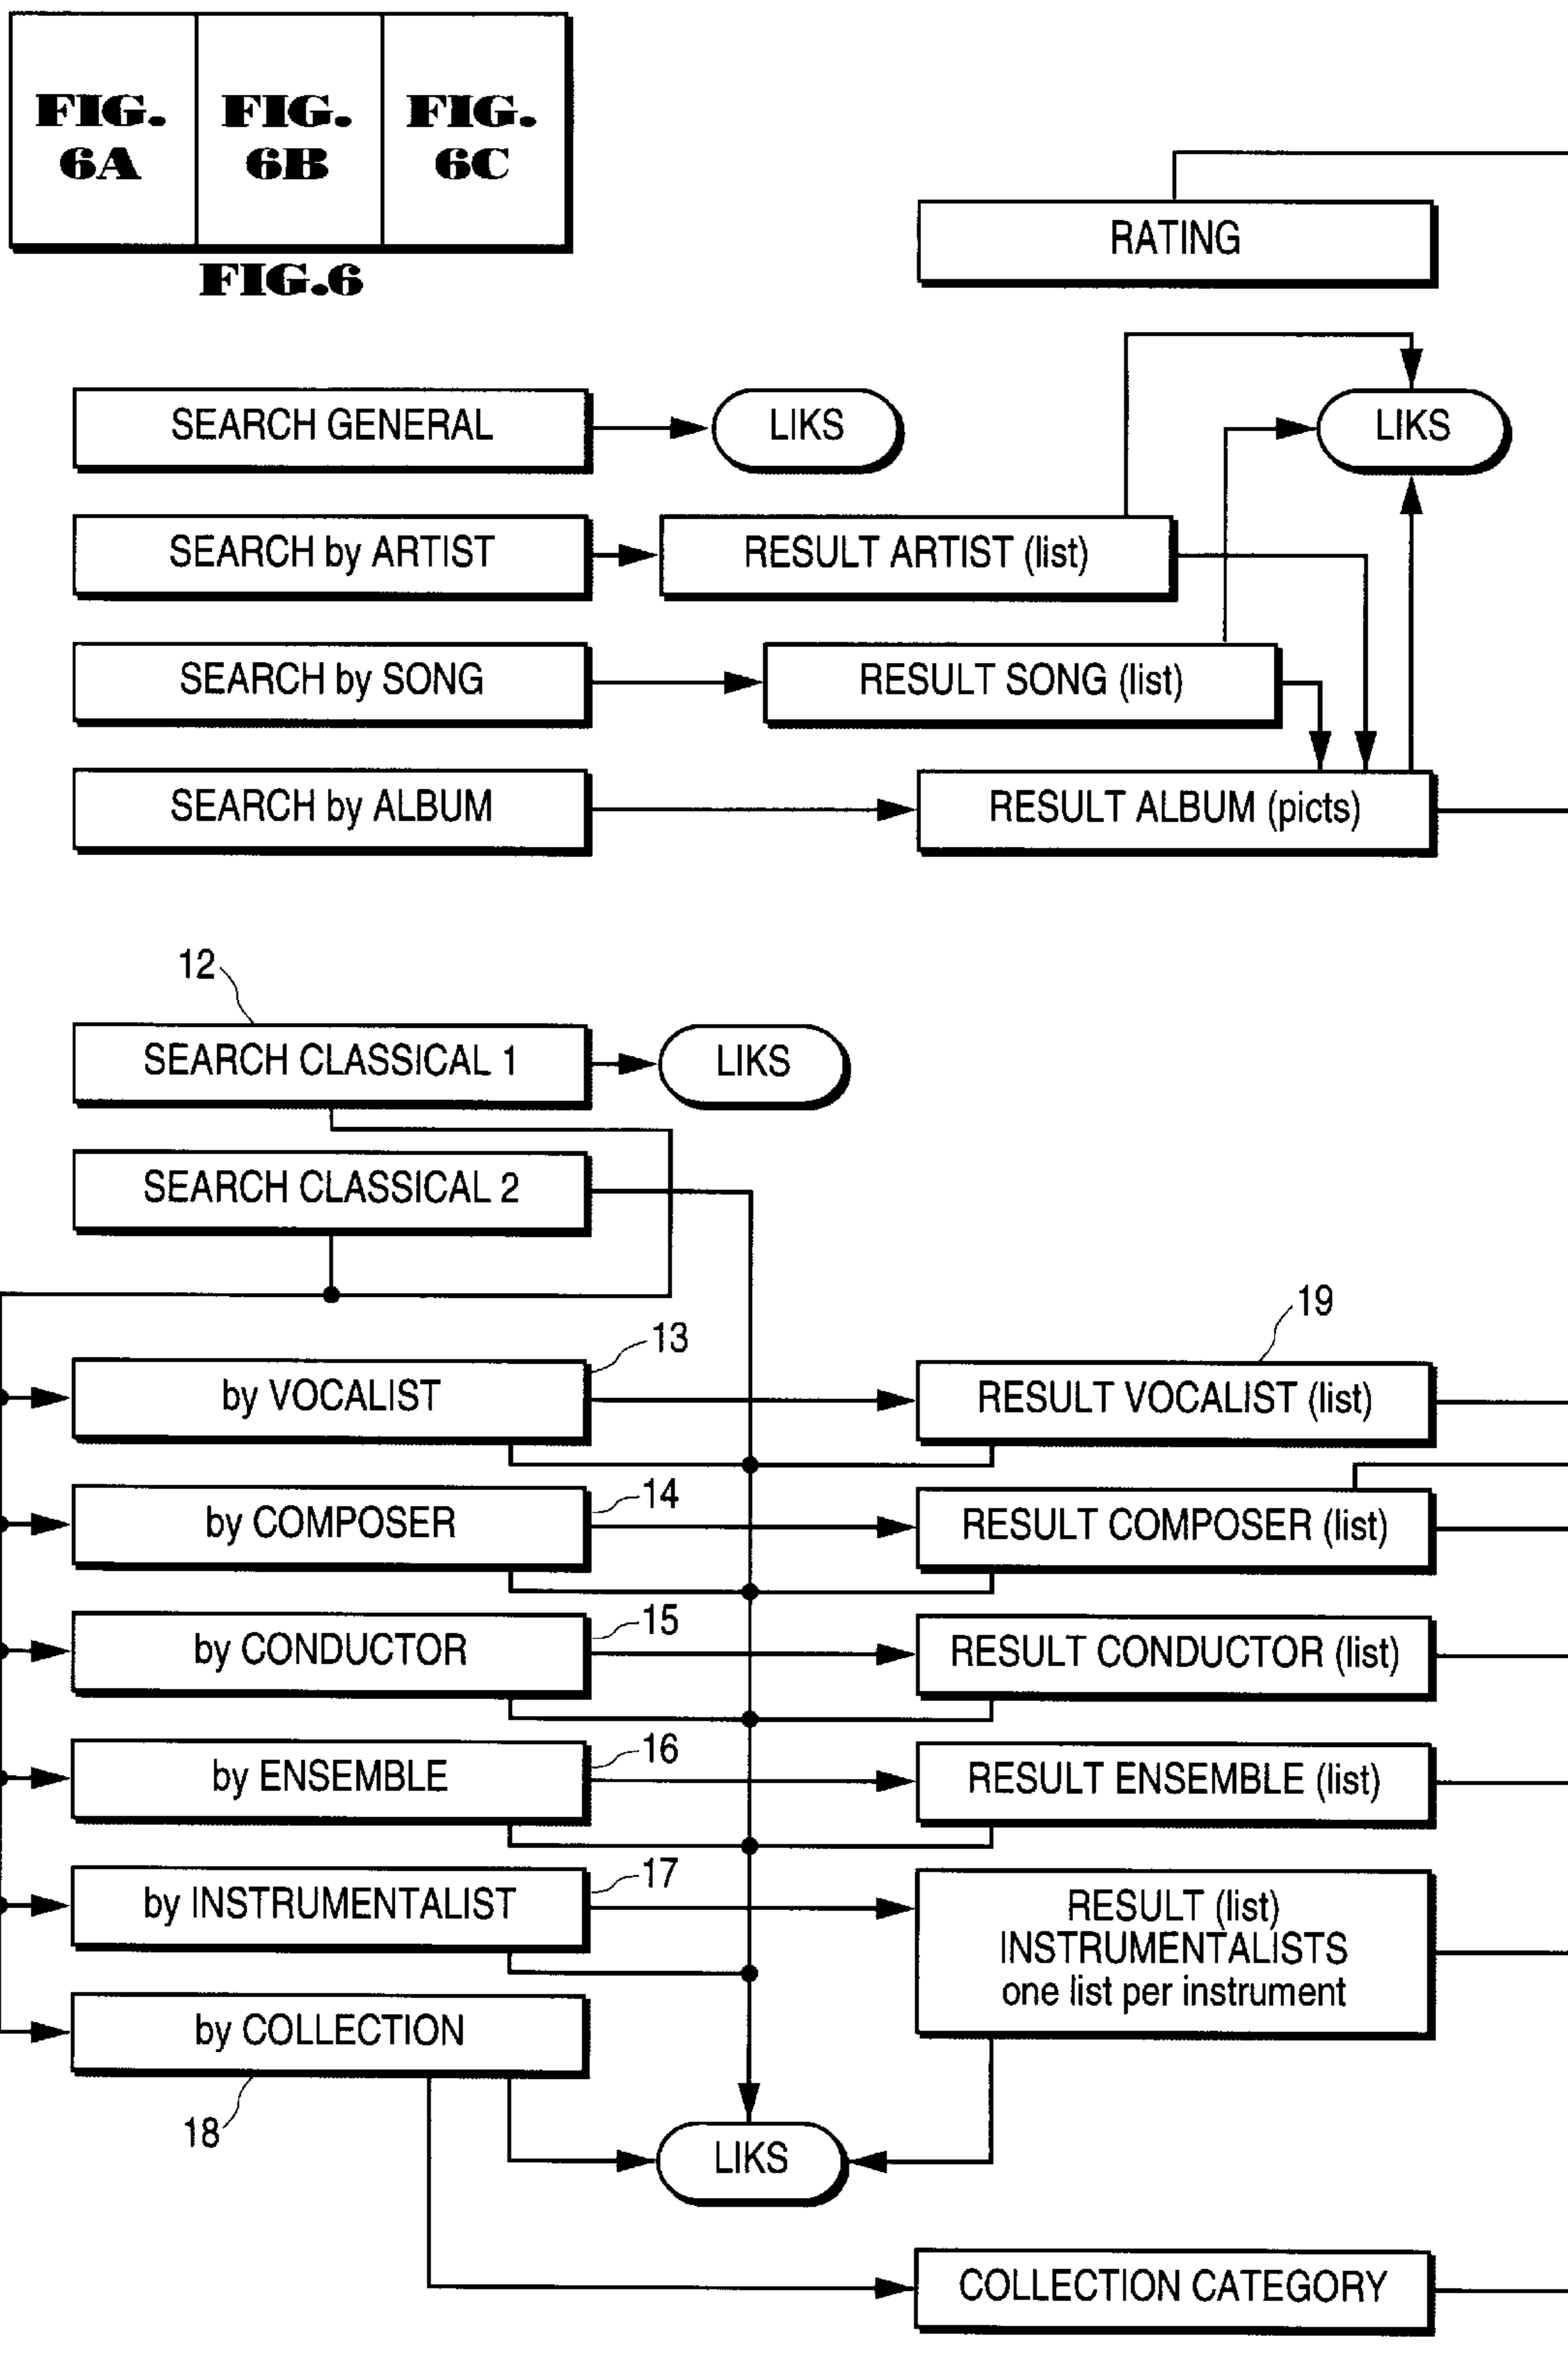 FIG. 6A
FIG. 6B
FIG. 6C
FIG.6
RATING
SEARCH GENERAL
LIKS
LIKS
SEARCH by ARTIST
RESULT ARTIST (list)
SEARCH by SONG
RESULT SONG (list)
SEARCH by ALBUM
RESULT ALBUM (picts)
12
SEARCH CLASSICAL 1
LIKS
SEARCH CLASSICAL 2
13
19
by VOCALIST
RESULT VOCALIST (list)
14
by COMPOSER
RESULT COMPOSER (list)
15
by CONDUCTOR
RESULT CONDUCTOR (list)
16
by ENSEMBLE
RESULT ENSEMBLE (list)
17
by INSTRUMENTALIST
RESULT (list)
INSTRUMENTALISTS
one list per instrument
by COLLECTION
18
LIKS
COLLECTION CATEGORY